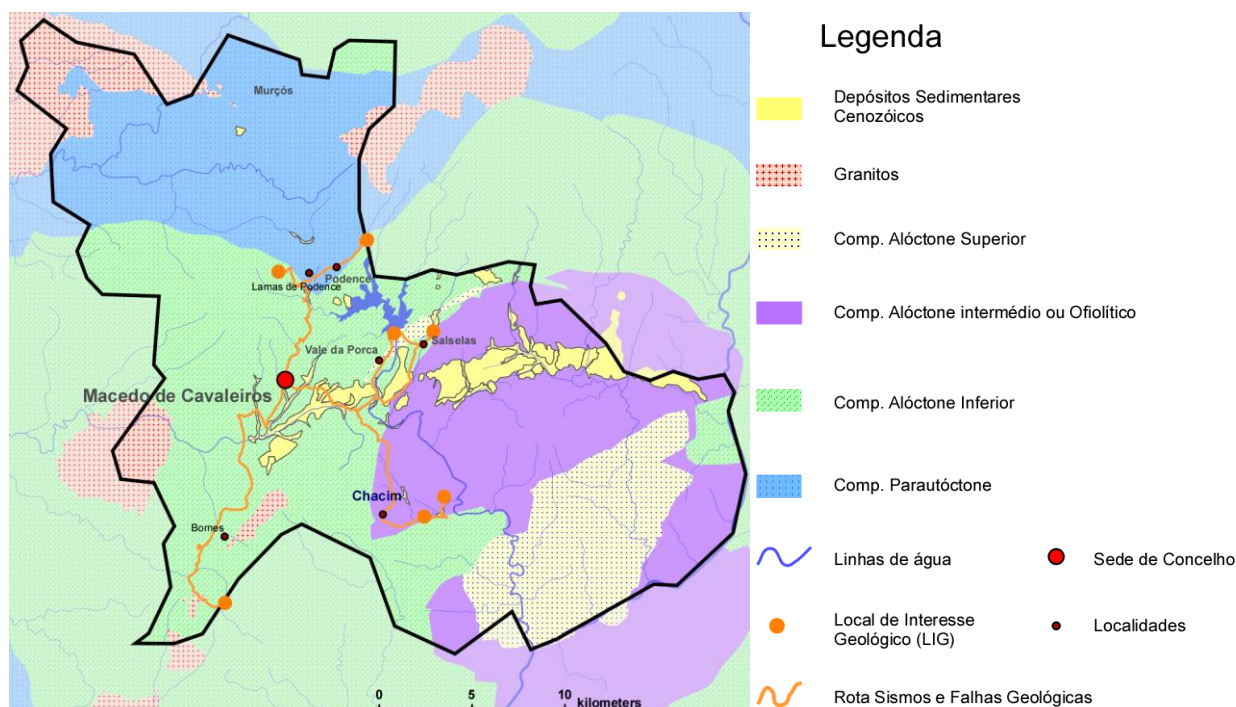 Murçós
Podence
Lamas de Podence
Vale da Porca
Salselas
Macedo de Cavaleiros
Chacim
Bornes
0 5 10
kilometers
Legenda
Depósitos Sedimentares
Cenozóicos
Granitos
Comp. Alóctone Superior
Comp. Alóctone intermédio ou Ofiolítico
Comp. Alóctone Inferior
Comp. Parautóctone
Linhas de água
Sede de Concelho
Local de Interesse
Geológico (LIG)
Localidades
Rota Sismos e Falhas Geológicas